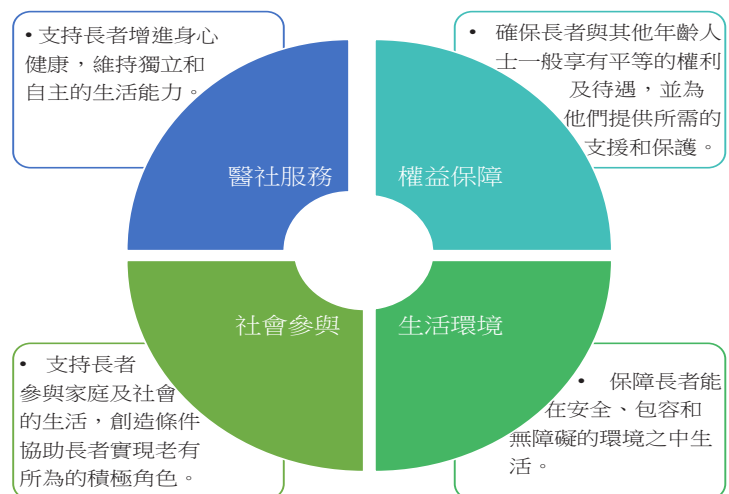 • 支持長者增進身心
健康，維持獨立和
自主的生活能力。
• 確保長者與其他年齡人
士一般享有平等的權利
及待遇，並為
他們提供所需的
支援和保護。
醫社服務
權益保障
社會參與
生活環境
• 支持長者
參與家庭及社會
的生活，創造條件
協助長者實現老有
所為的積極角色。
• 保障長者能
在安全、包容和
無障礙的環境之中生
活。